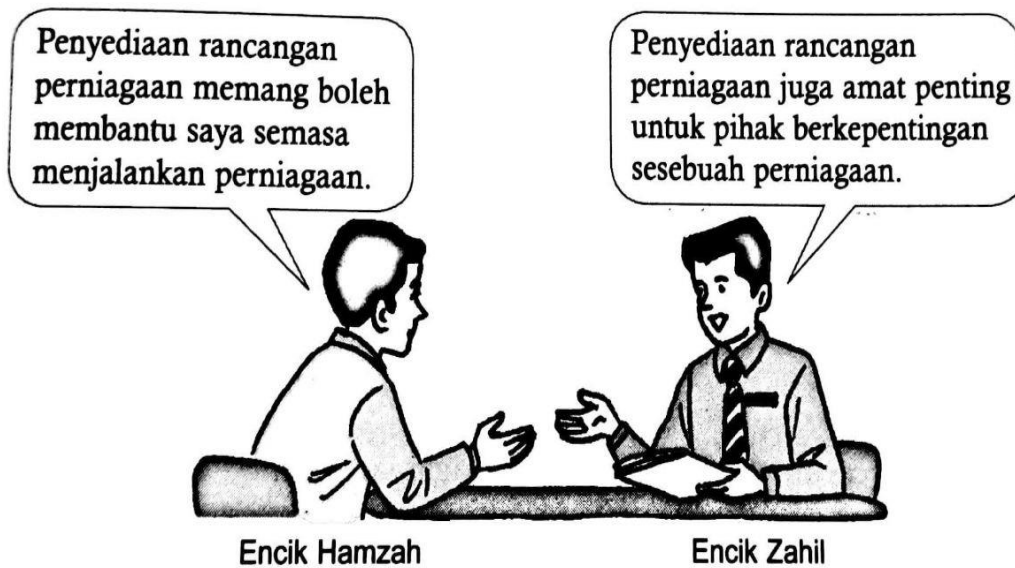 Penyediaan rancangan
perniagaan memang boleh
membantu saya semasa
menjalankan perniagaan.
Penyediaan rancangan
perniagaan juga amat penting
untuk pihak berkepentingan
sesebuah perniagaan.
Encik Hamzah
Encik Zahil